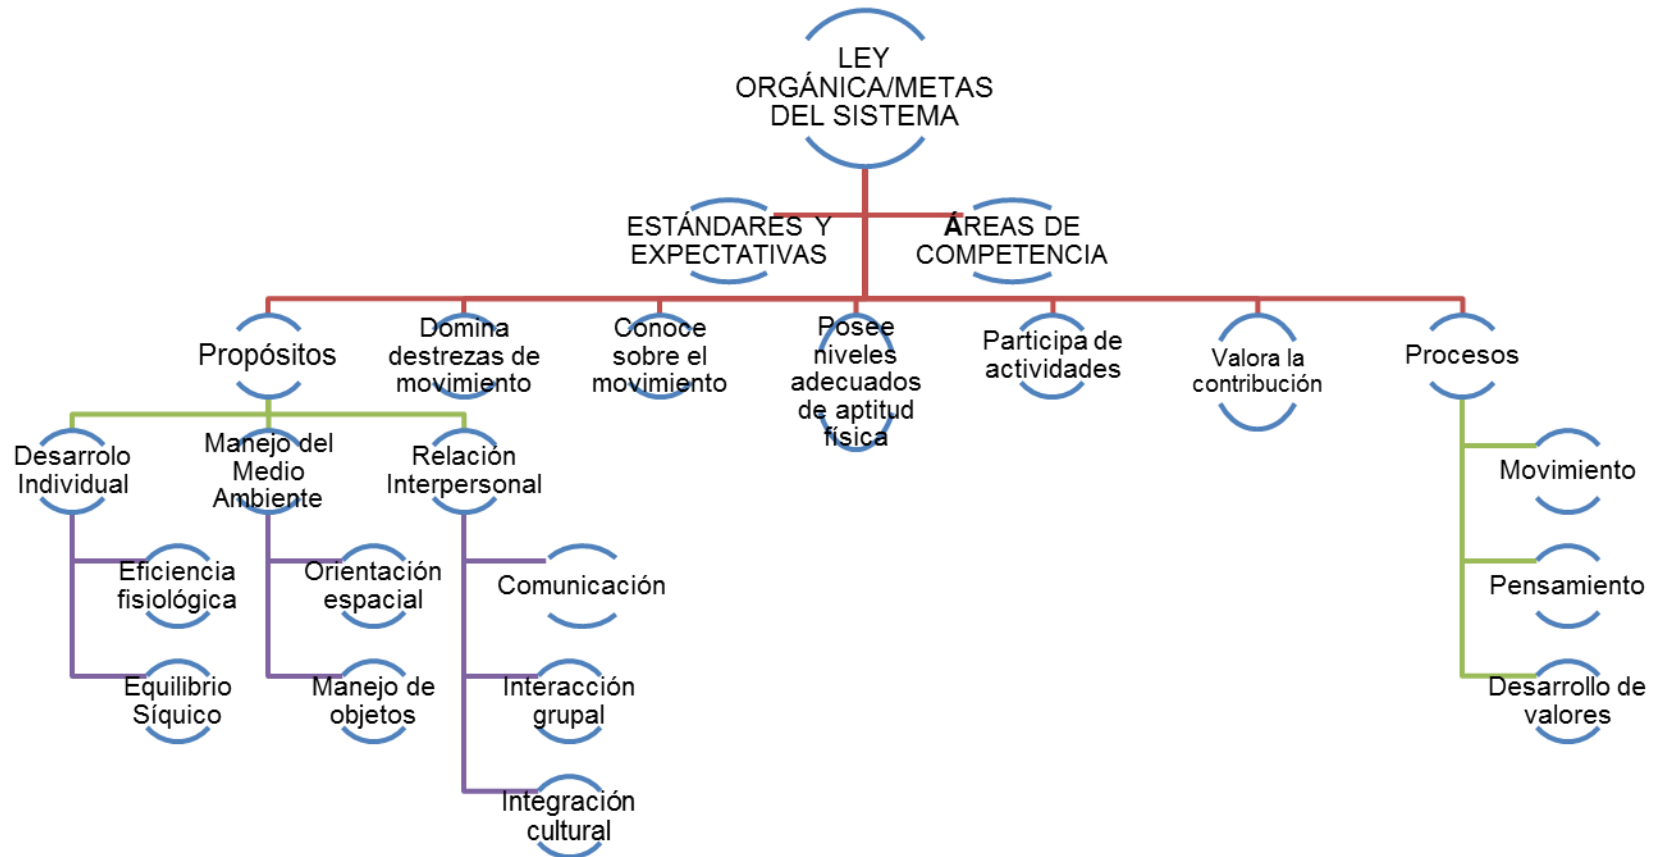 LEY
ORGÁNICA/METAS
DEL SISTEMA
ESTÁNDARES Y
EXPECTATIVAS
ÁREAS DE
COMPETENCIA
Propósitos
Domina
destrezas de
movimiento
Conoce
sobre el
movimiento
Posee
niveles
adecuados
de aptitud
física
Participa de
actividades
Valora la
contribución
Procesos
Desarrolo
Individual
Manejo del
Medio
Ambiente
Relación
Interpersonal
Eficiencia
fisiológica
Equilibrio
Síquico
Orientación
espacial
Manejo de
objetos
Comunicación
Interacción
grupal
Integración
cultural
Movimiento
Pensamiento
Desarrollo de
valores